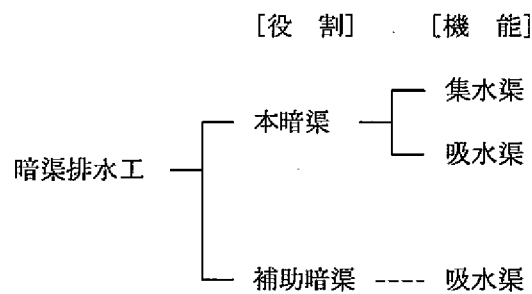 [役 割] [機 能]
集水渠
本暗渠
吸水渠
暗渠排水工
補助暗渠 ---- 吸水渠